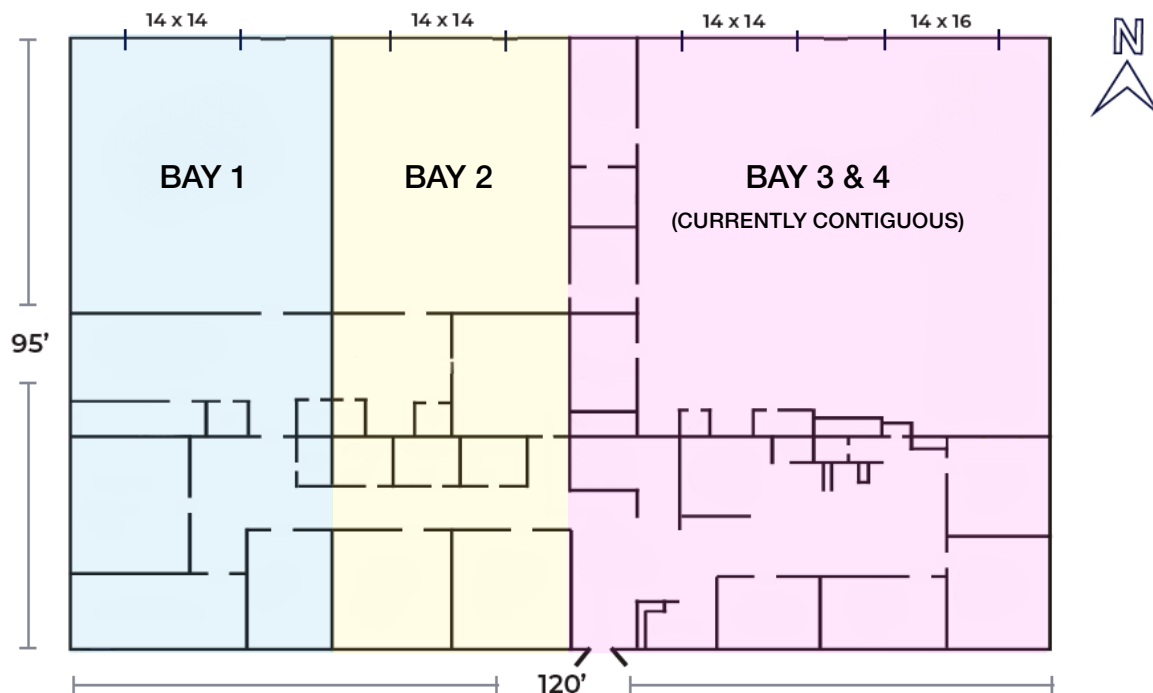 14 x 14
14 x 14
14 x 14
14 x 16
N
BAY 1
BAY 2
BAY 3 & 4
(CURRENTLY CONTIGUOUS)
95’
120’